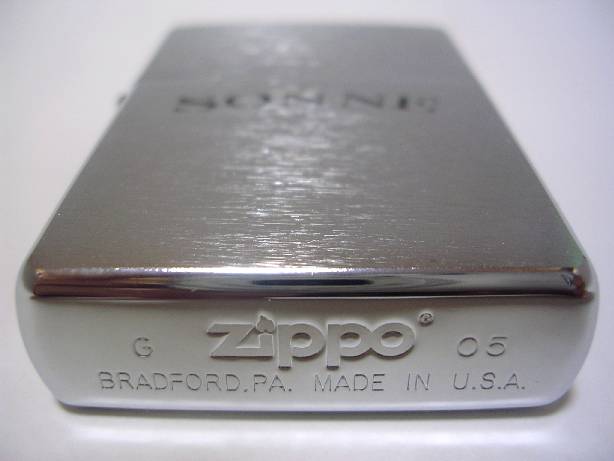 SONNE
G zippo® 05
BRADFORD,PA. MADE IN U.S.A.